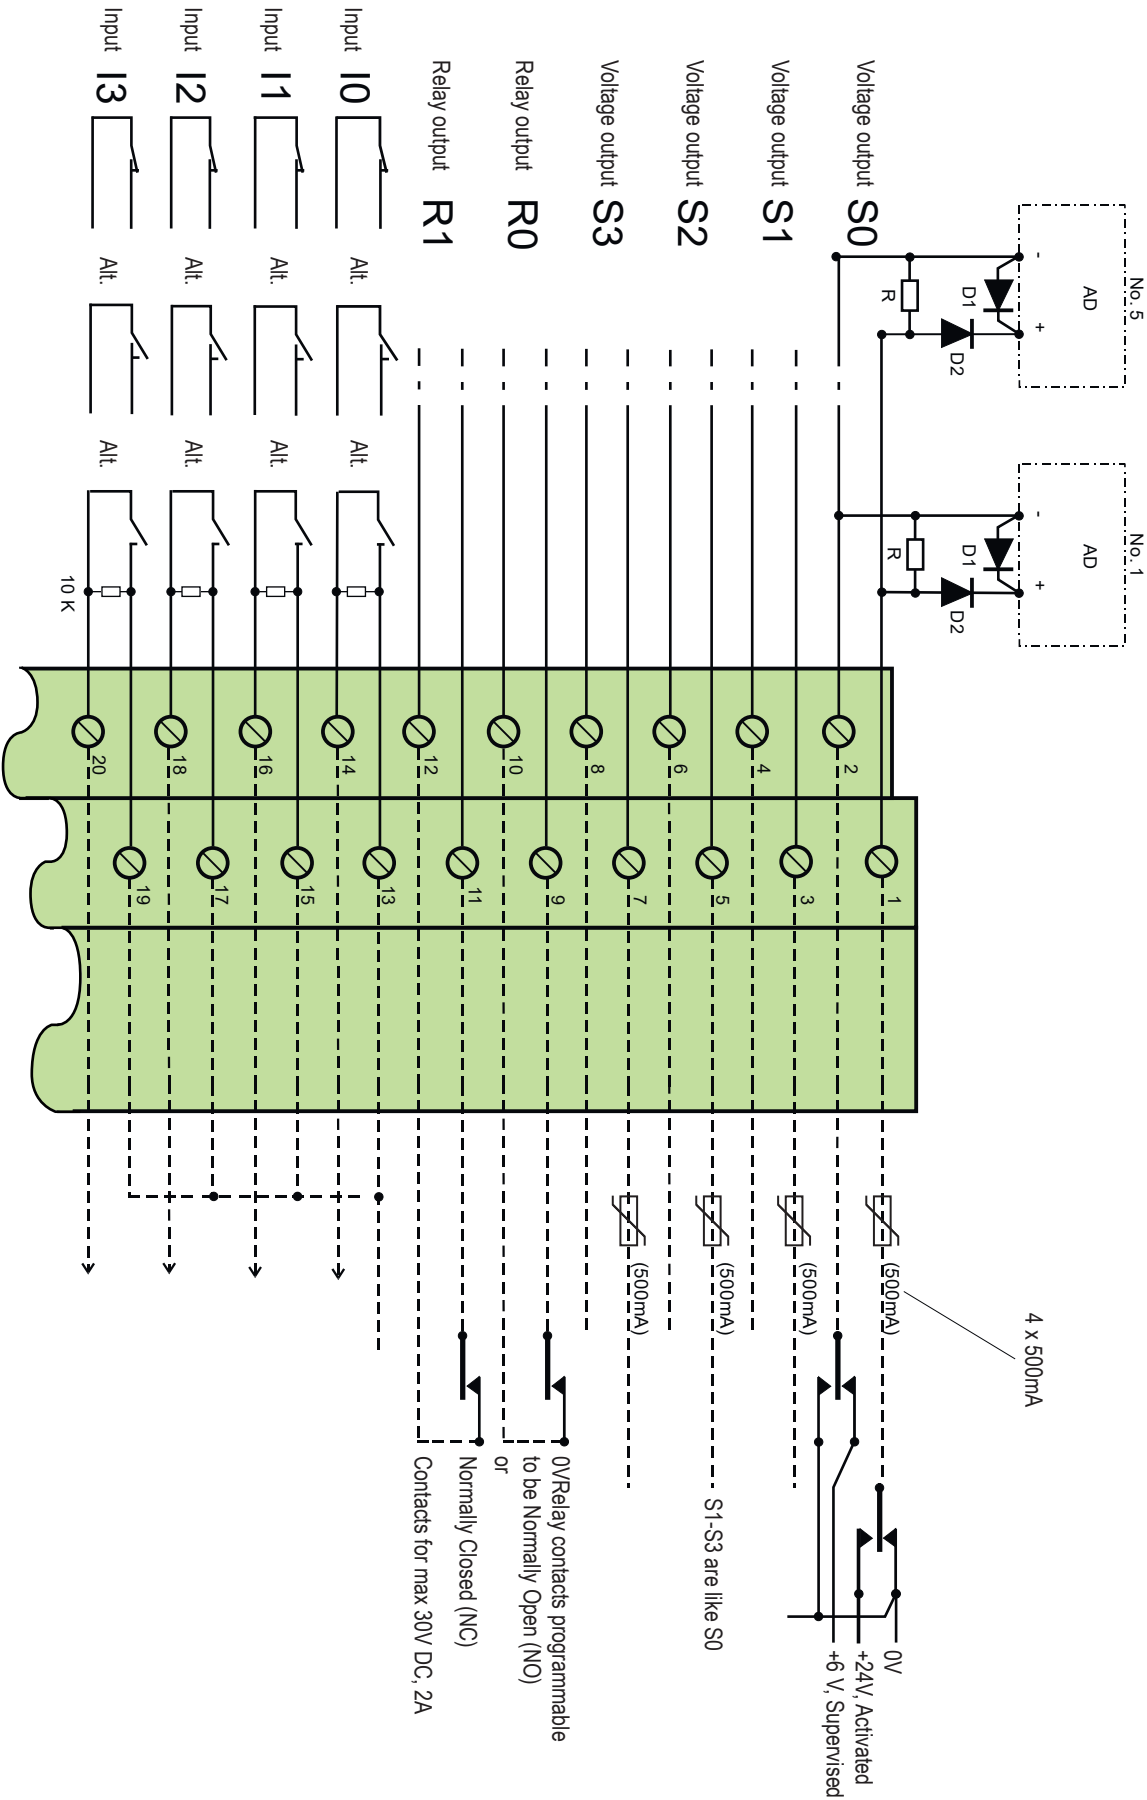 No. 5
AD
-
+
D1
D2
R
No. 1
AD
-
+
D1
D2
R
4 x 500mA
Voltage output S0
2
1
(500mA)
0V
+24V, Activated
+6 V, Supervised
Voltage output S1
4
3
(500mA)
Voltage output S2
6
5
(500mA)
S1-S3 are like S0
Voltage output S3
8
7
(500mA)
Relay output R0
10
9
0VRelay contacts programmable
to be Normally Open (NO)
or
Normally Closed (NC)
Contacts for max 30V DC, 2A
Relay output R1
12
11
Input I0
Alt.
Alt.
14
13
Input I1
Alt.
Alt.
16
15
Input I2
Alt.
Alt.
18
17
Input I3
Alt.
Alt.
10 K
20
19